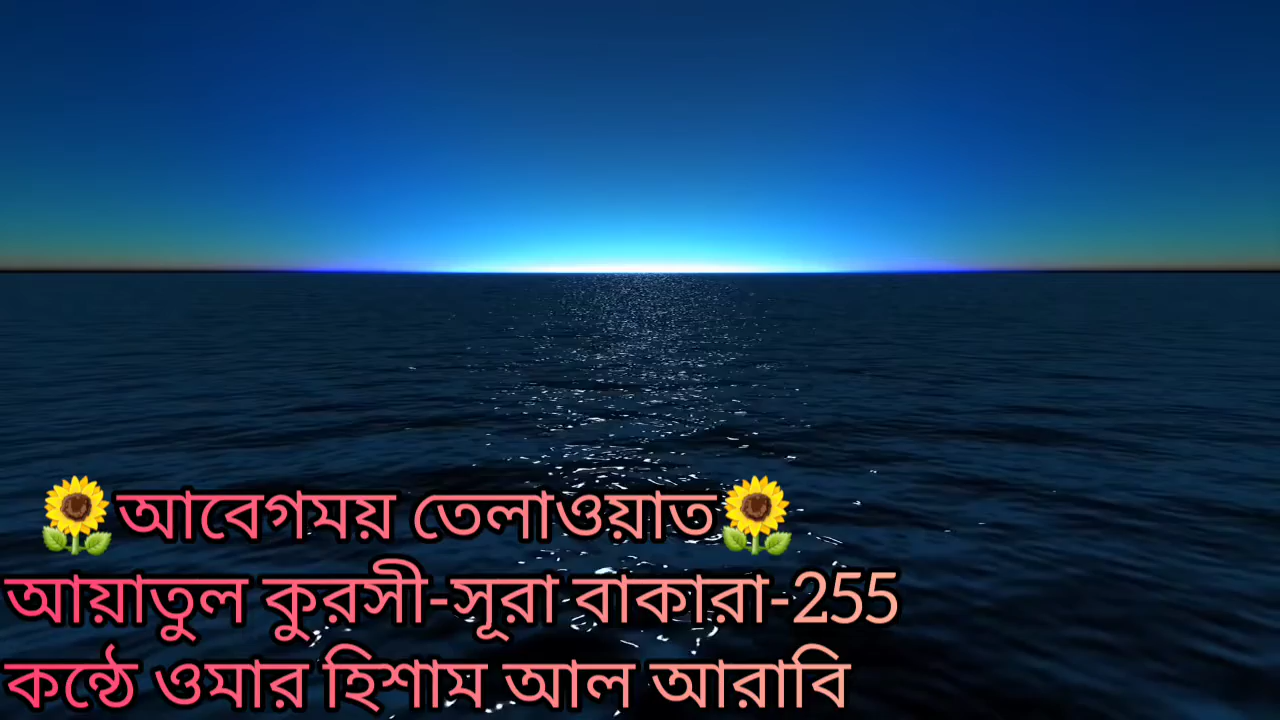 🌻আবেগময় তেলাওয়াত🌻
আয়াতুল কুরসী-সূরা বাকারা-255
কন্ঠে ওমার হিশাম আল আরাবি